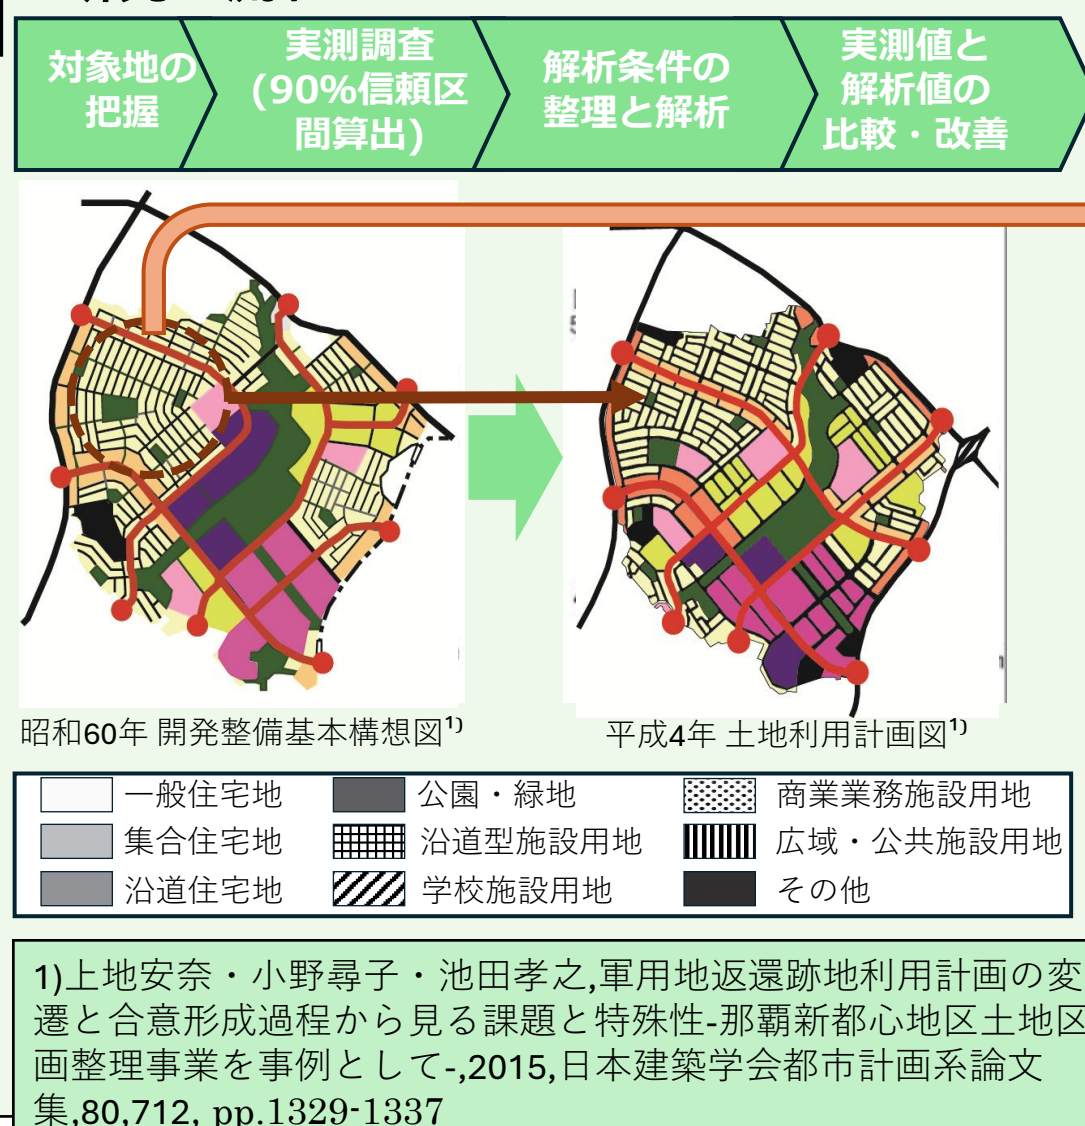 対象地の
把握
実測調査
(90%信頼区
間算出)
解析条件の
整理と解析
実測値と
解析値の
比較・改善
昭和60年 開発整備基本構想図¹⁾
平成4年 土地利用計画図¹⁾
一般住宅地
公園・緑地
商業業務施設用地
集合住宅地
沿道型施設用地
広域・公共施設用地
沿道住宅地
学校施設用地
その他
1)上地安奈・小野尋子・池田孝之,軍用地返還跡地利用計画の変
遷と合意形成過程から見る課題と特殊性-那覇新都心地区土地区
画整理事業を事例として-,2015,日本建築学会都市計画系論文
集,80,712, pp.1329-1337